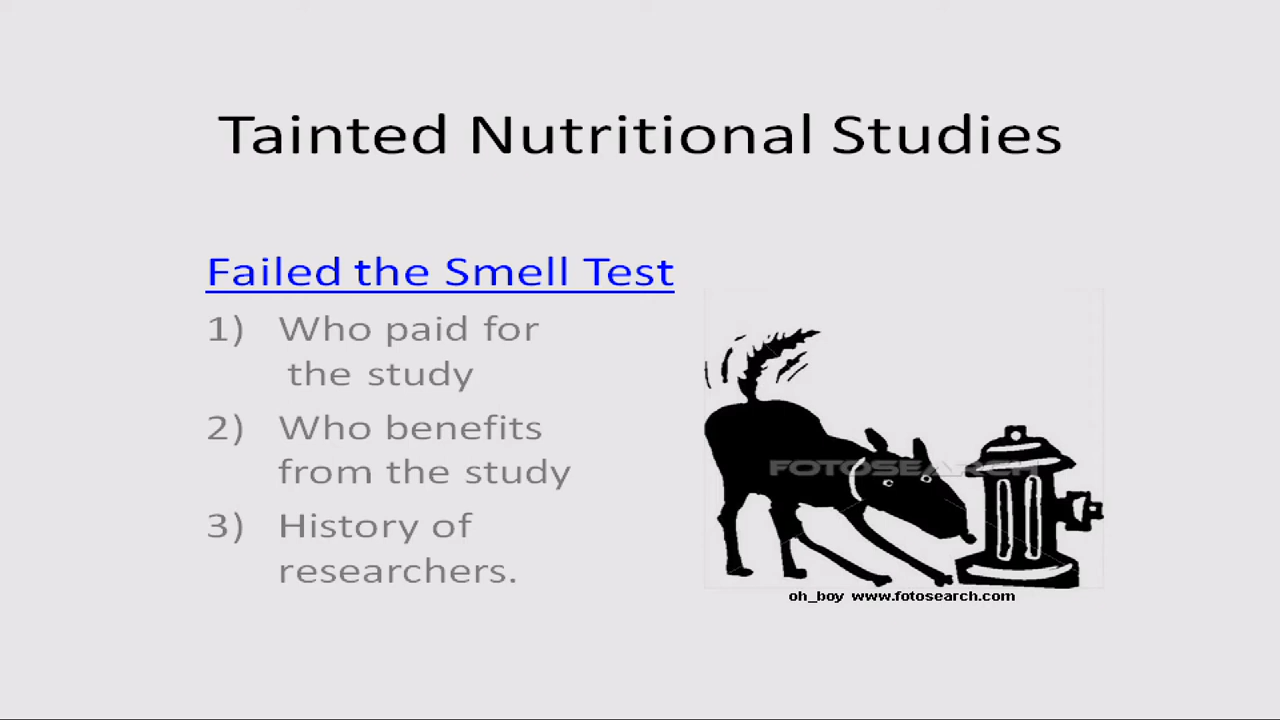 Tainted Nutritional Studies
Failed the Smell Test
1) Who paid for
the study
2) Who benefits
from the study
3) History of
researchers.
FOTOSEARCH
oh_boy www.fotosearch.com